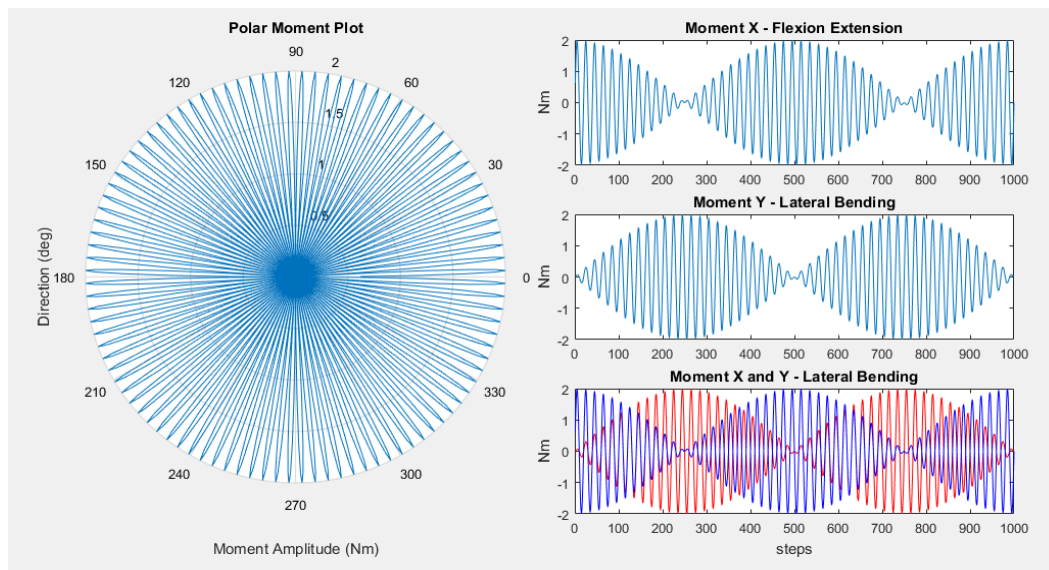 Polar Moment Plot
90
120
60
2
1.5
150
30
1
0.5
Direction (deg)
180
0
210
330
240
300
270
Moment Amplitude (Nm)
Moment X - Flexion Extension
Nm
2
1
0
-1
-2
0 100 200 300 400 500 600 700 800 900 1000
Moment Y - Lateral Bending
Nm
2
1
0
-1
-2
0 100 200 300 400 500 600 700 800 900 1000
Moment X and Y - Lateral Bending
Nm
2
1
0
-1
-2
0 100 200 300 400 500 600 700 800 900 1000
steps